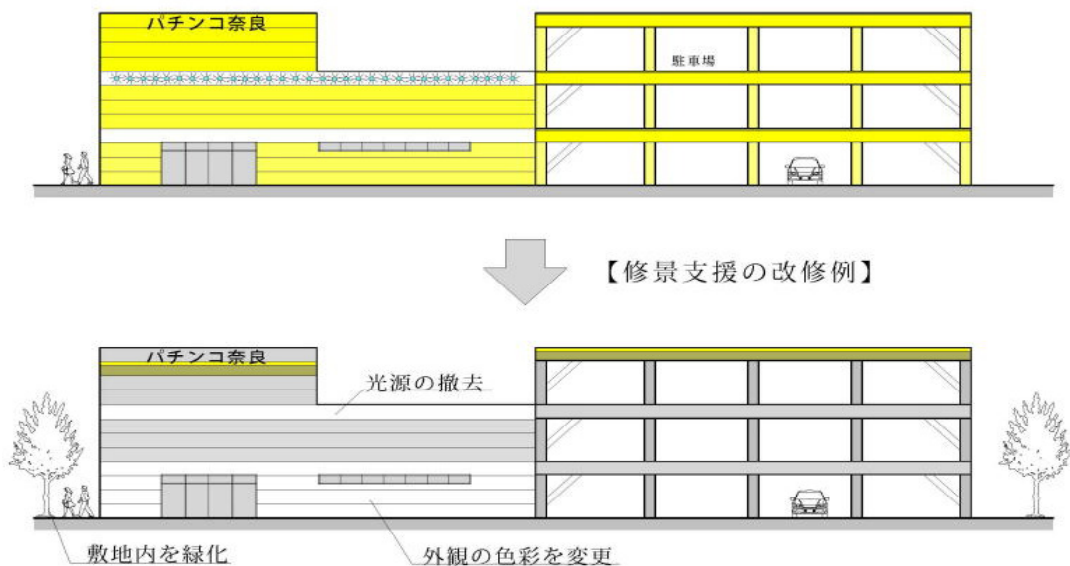 パチンコ奈良
駐車場
【修景支援の改修例】
パチンコ奈良
光源の撤去
敷地内を緑化
外観の色彩を変更